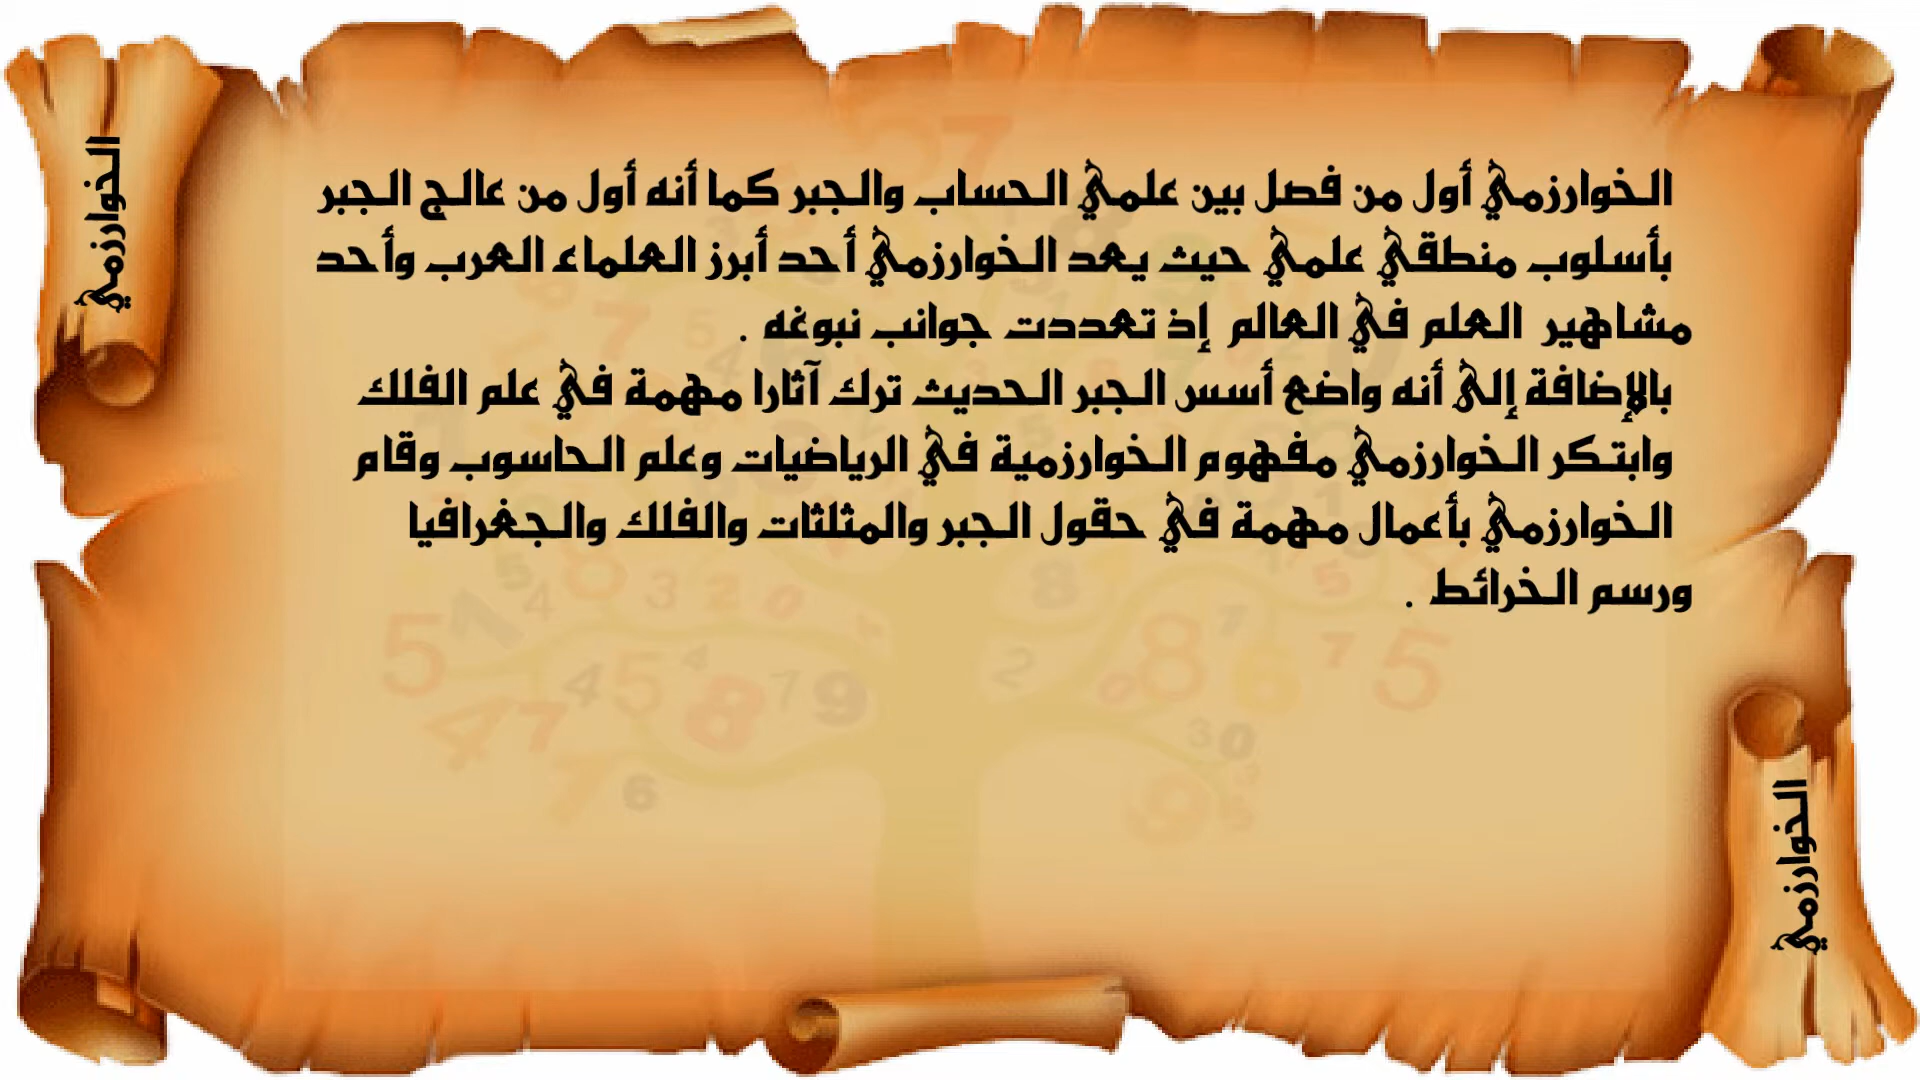 الخوارزمي
الخوارزمي أول من فصل بين علمي الحساب والجبر كما أنه أول من عالج الجبر
بأسلوب منطقي علمي حيث يعد الخوارزمي أحد أبرز العلماء العرب وأحد
مشاهير العلم في العالم إذ تعددت جوانب نبوغه .
بالإضافة إلى أنه واضع أسس الجبر الحديث ترك آثارا مهمة في علم الفلك
وابتكر الخوارزمي مفهوم الخوارزمية في الرياضيات وعلم الحاسوب وقام
الخوارزمي بأعمال مهمة في حقول الجبر والمثلثات والفلك والجغرافيا
ورسم الخرائط .
الخوارزمي